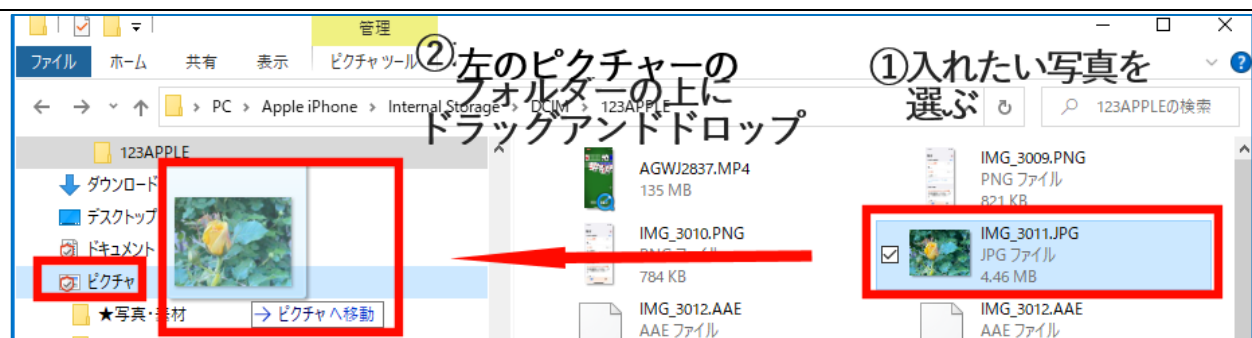 管理
ファイル ホーム 共有 表示 ピクチャ ツール
②左のピクチャーの
フォルダーの上に
ドラッグアンドドロップ
①入れたい写真を
選ぶ
PC > Apple iPhone > Internal Storage > DCIM > 123APPLE
123APPLEの検索
123APPLE
ダウンロード
デスクトップ
ドキュメント
ピクチャ
★写真・素材
→ ピクチャ へ移動
AGWJ2837.MP4
135 MB
IMG_3009.PNG
PNG ファイル
821 KB
IMG_3010.PNG
PNG ファイル
784 KB
IMG_3011.JPG
JPG ファイル
4.46 MB
IMG_3012.AAE
AAE ファイル
IMG_3012.AAE
AAE ファイル